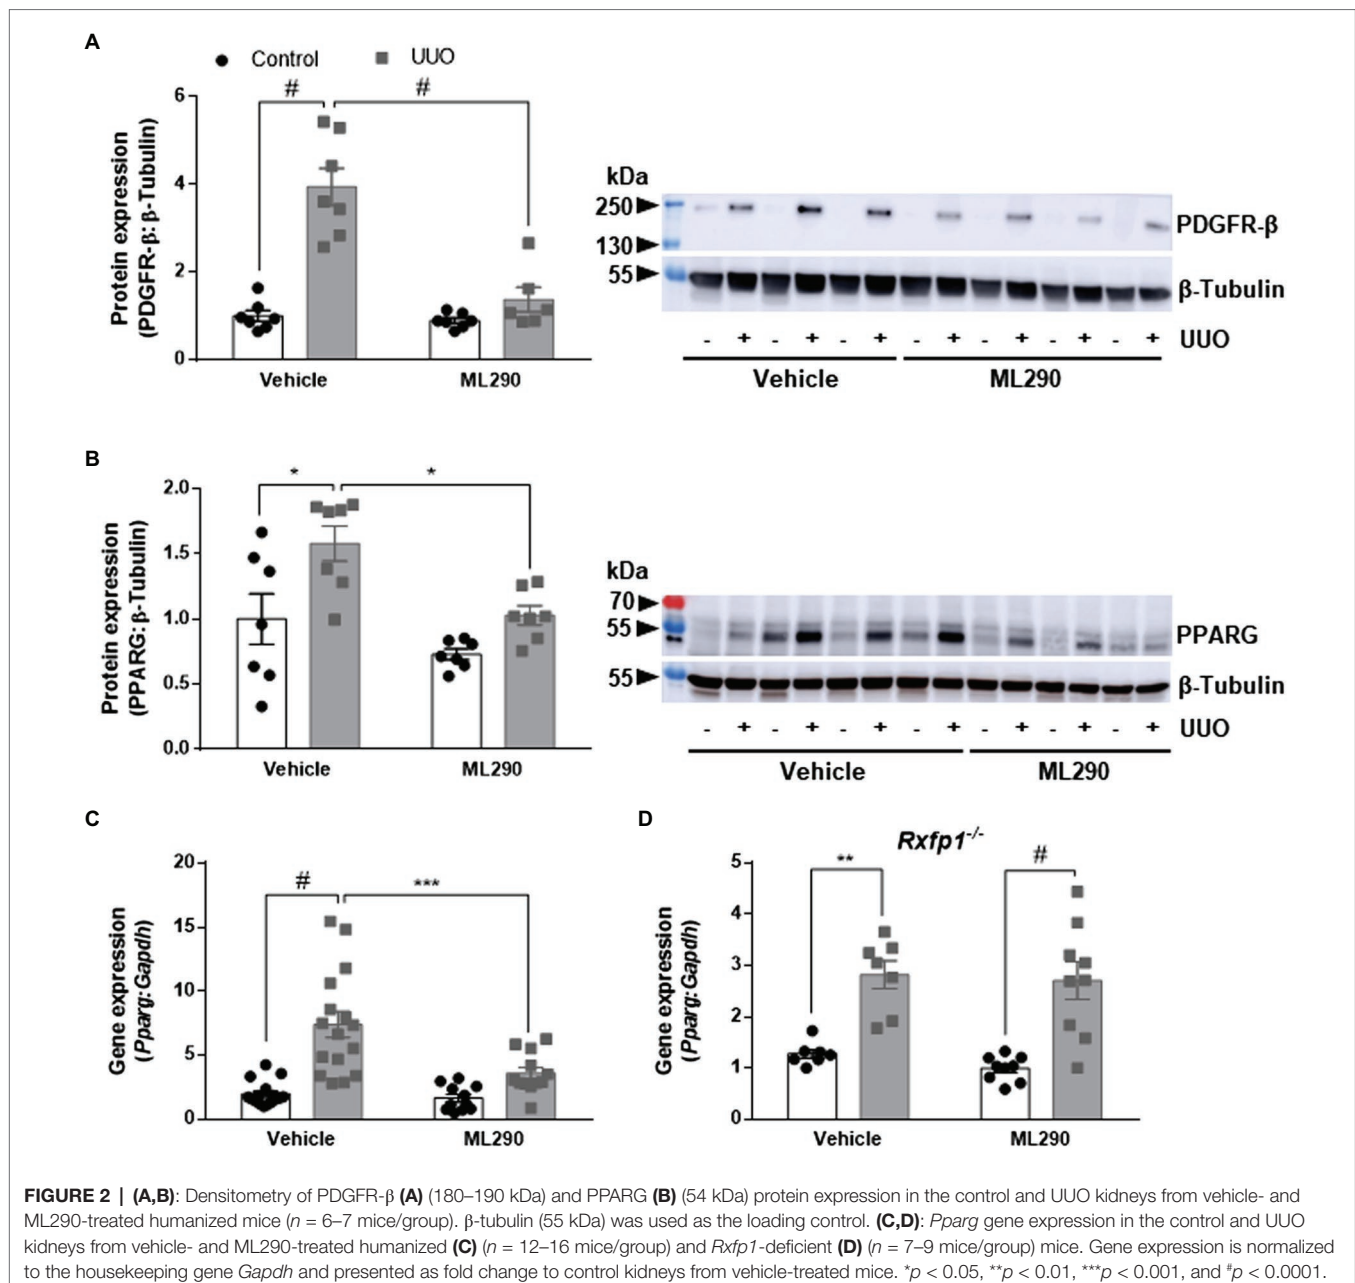 A
Control UUO
# #
6
4
2
0
Protein expression
(PDGFR-β: β-Tubulin)
Vehicle ML290
kDa
250
130
55
PDGFR-β
β-Tubulin
- + - + - + - + - + - + - + UUO
Vehicle ML290
B
* *
2.0
1.5
1.0
0.5
0.0
Protein expression
(PPARG: β-Tubulin)
Vehicle ML290
kDa
70
55
55
PPARG
β-Tubulin
- + - + - + - + - + - + - + UUO
Vehicle ML290
C
# ***
20
15
10
5
0
Gene expression
(Pparg:Gapdh)
Vehicle ML290
D
Rxfp1-/-
** #
5
4
3
2
1
0
Gene expression
(Pparg:Gapdh)
Vehicle ML290
FIGURE 2 | (A,B): Densitometry of PDGFR-β (A) (180–190 kDa) and PPARG (B) (54 kDa) protein expression in the control and UUO kidneys from vehicle- and
ML290-treated humanized mice (n = 6–7 mice/group). β-tubulin (55 kDa) was used as the loading control. (C,D): Pparg gene expression in the control and UUO
kidneys from vehicle- and ML290-treated humanized (C) (n = 12–16 mice/group) and Rxfp1-deficient (D) (n = 7–9 mice/group) mice. Gene expression is normalized
to the housekeeping gene Gapdh and presented as fold change to control kidneys from vehicle-treated mice. *p < 0.05, **p < 0.01, ***p < 0.001, and #p < 0.0001.